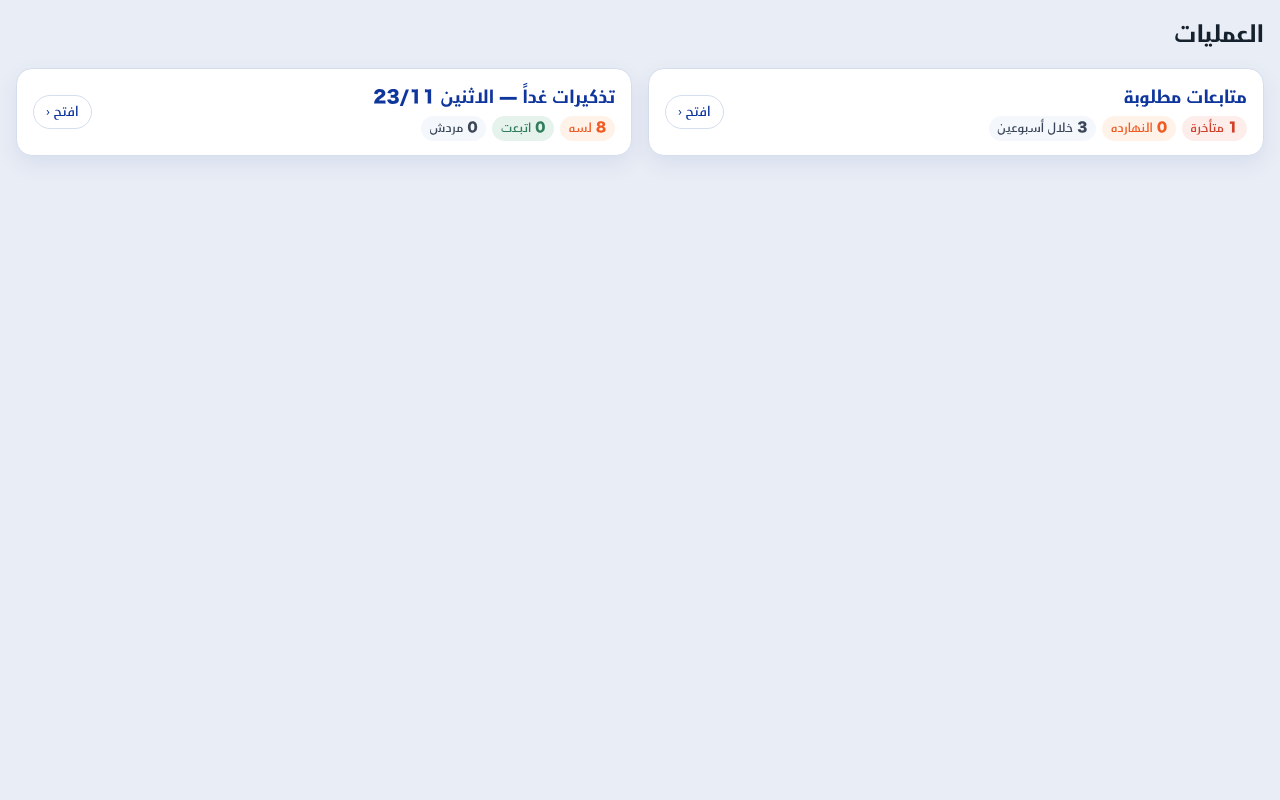 العمليات
متابعات مطلوبة
1 متأخرة
0 النهارده
3 خلال أسبوعين
افتح ‹
تذكيرات غداً — الاثنين 23/11
8 لسه
0 اتبعت
0 مردش
افتح ‹